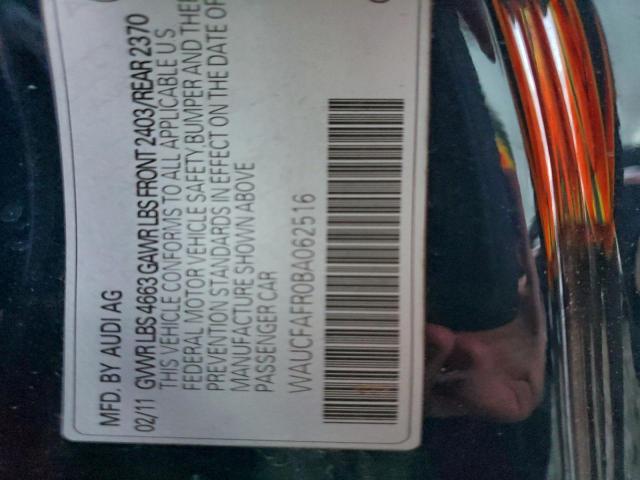 MFD. BY AUDI AG
02/11 GWWR LBS 4663 GAWR LBS FRONT 2403/REAR 2370
THIS VEHICLE CONFORMS TO ALL APPLICABLE U S
FEDERAL MOTOR VEHICLE SAFETY BUMPER AND
PREVENTION STANDARDS IN EFFECT ON THE DATE OF
MANUFACTURE SHOWN ABOVE
PASSENGER CAR
WAUCFAFR0BA062516